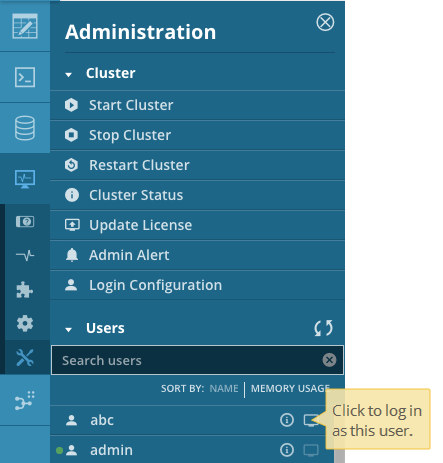 Administration
Cluster
Start Cluster
Stop Cluster
Restart Cluster
Cluster Status
Update License
Admin Alert
Login Configuration
Users
Search users
SORT BY: NAME | MEMORY USAGE
abc
Click to log in
as this user.
admin